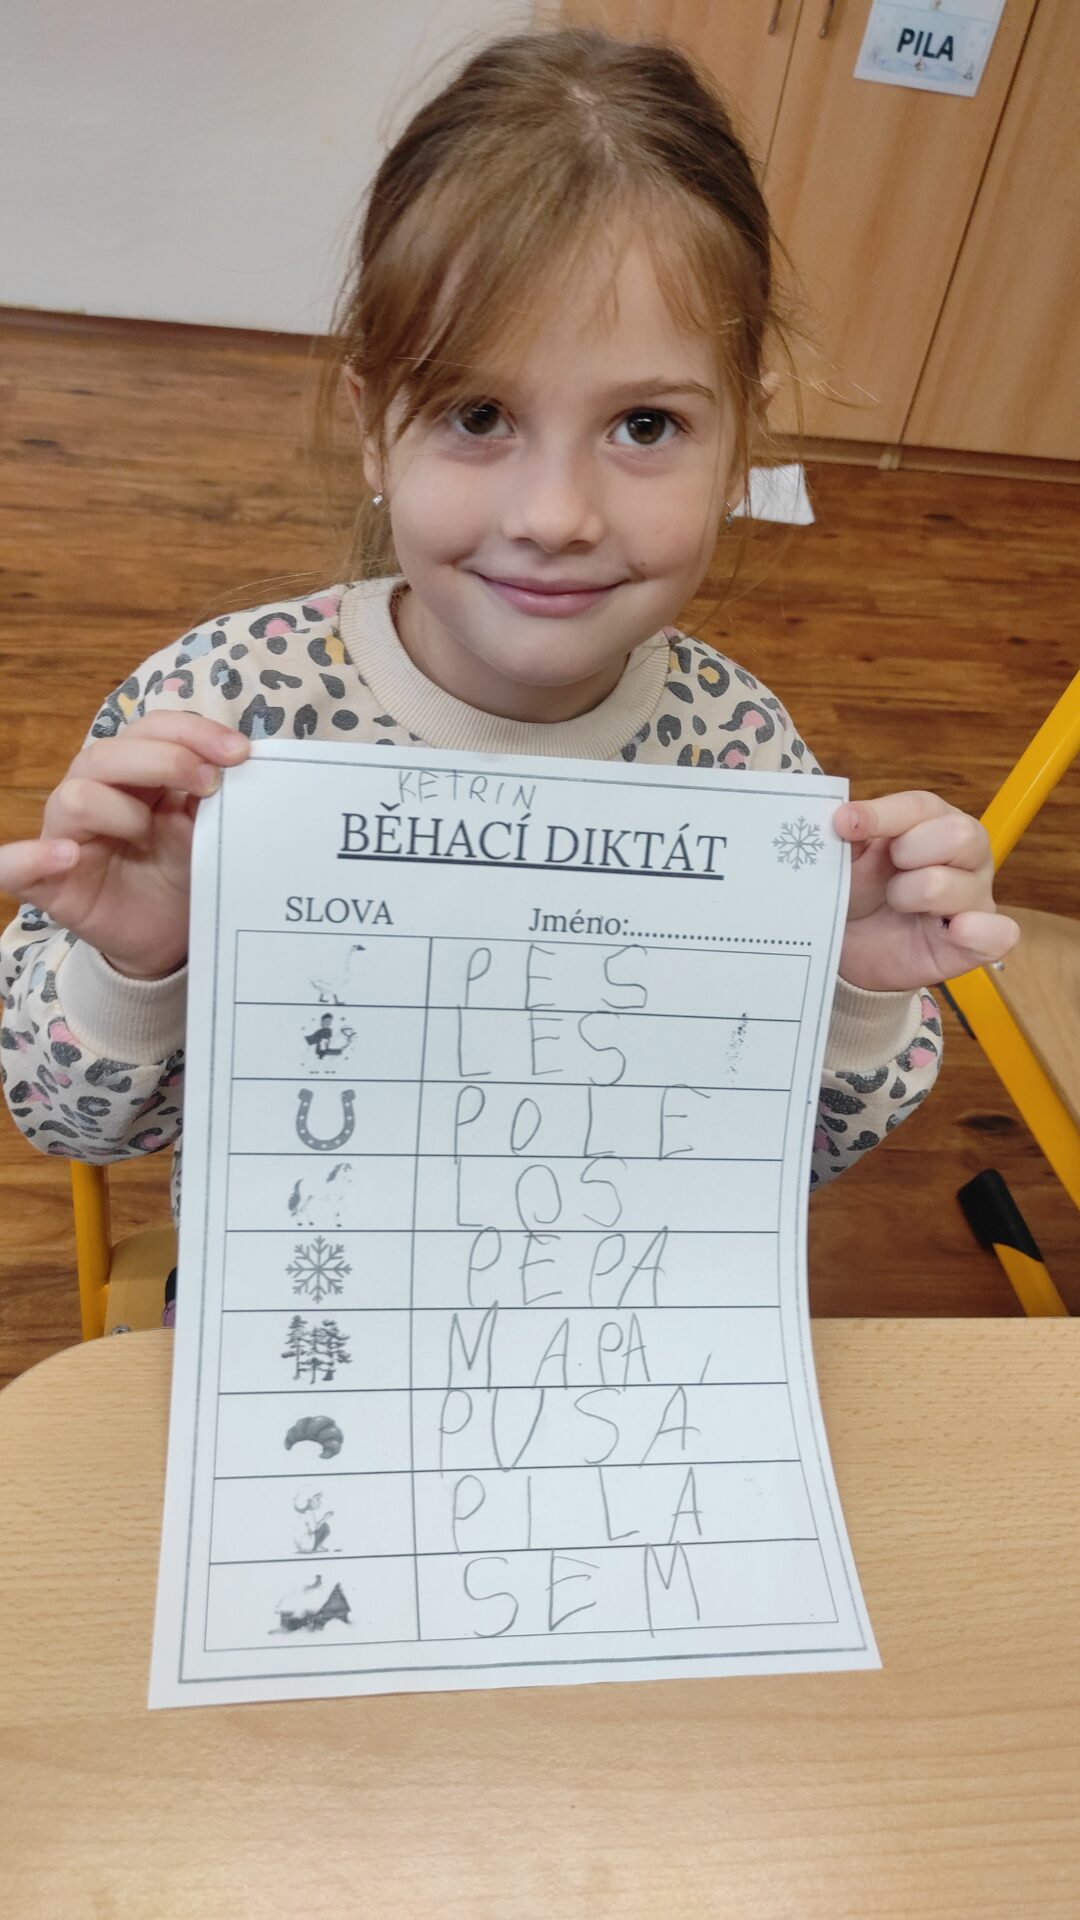 PILA
KETRIN
BĚHACÍ DIKTÁT
SLOVA Jméno:..........................
PES
LES
POLE
LOS
PEPA
MAPA
PUSA
PILA
SEM